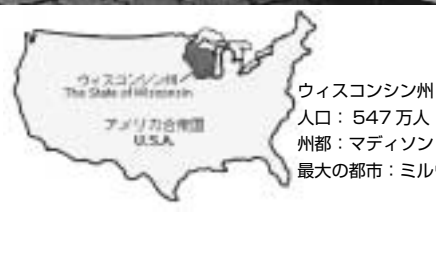 ウィスコンシン州
The State of Wisconsin
アメリカ合衆国
U.S.A.
ウィスコンシン州
人口：547万人
州都：マディソン
最大の都市：ミル